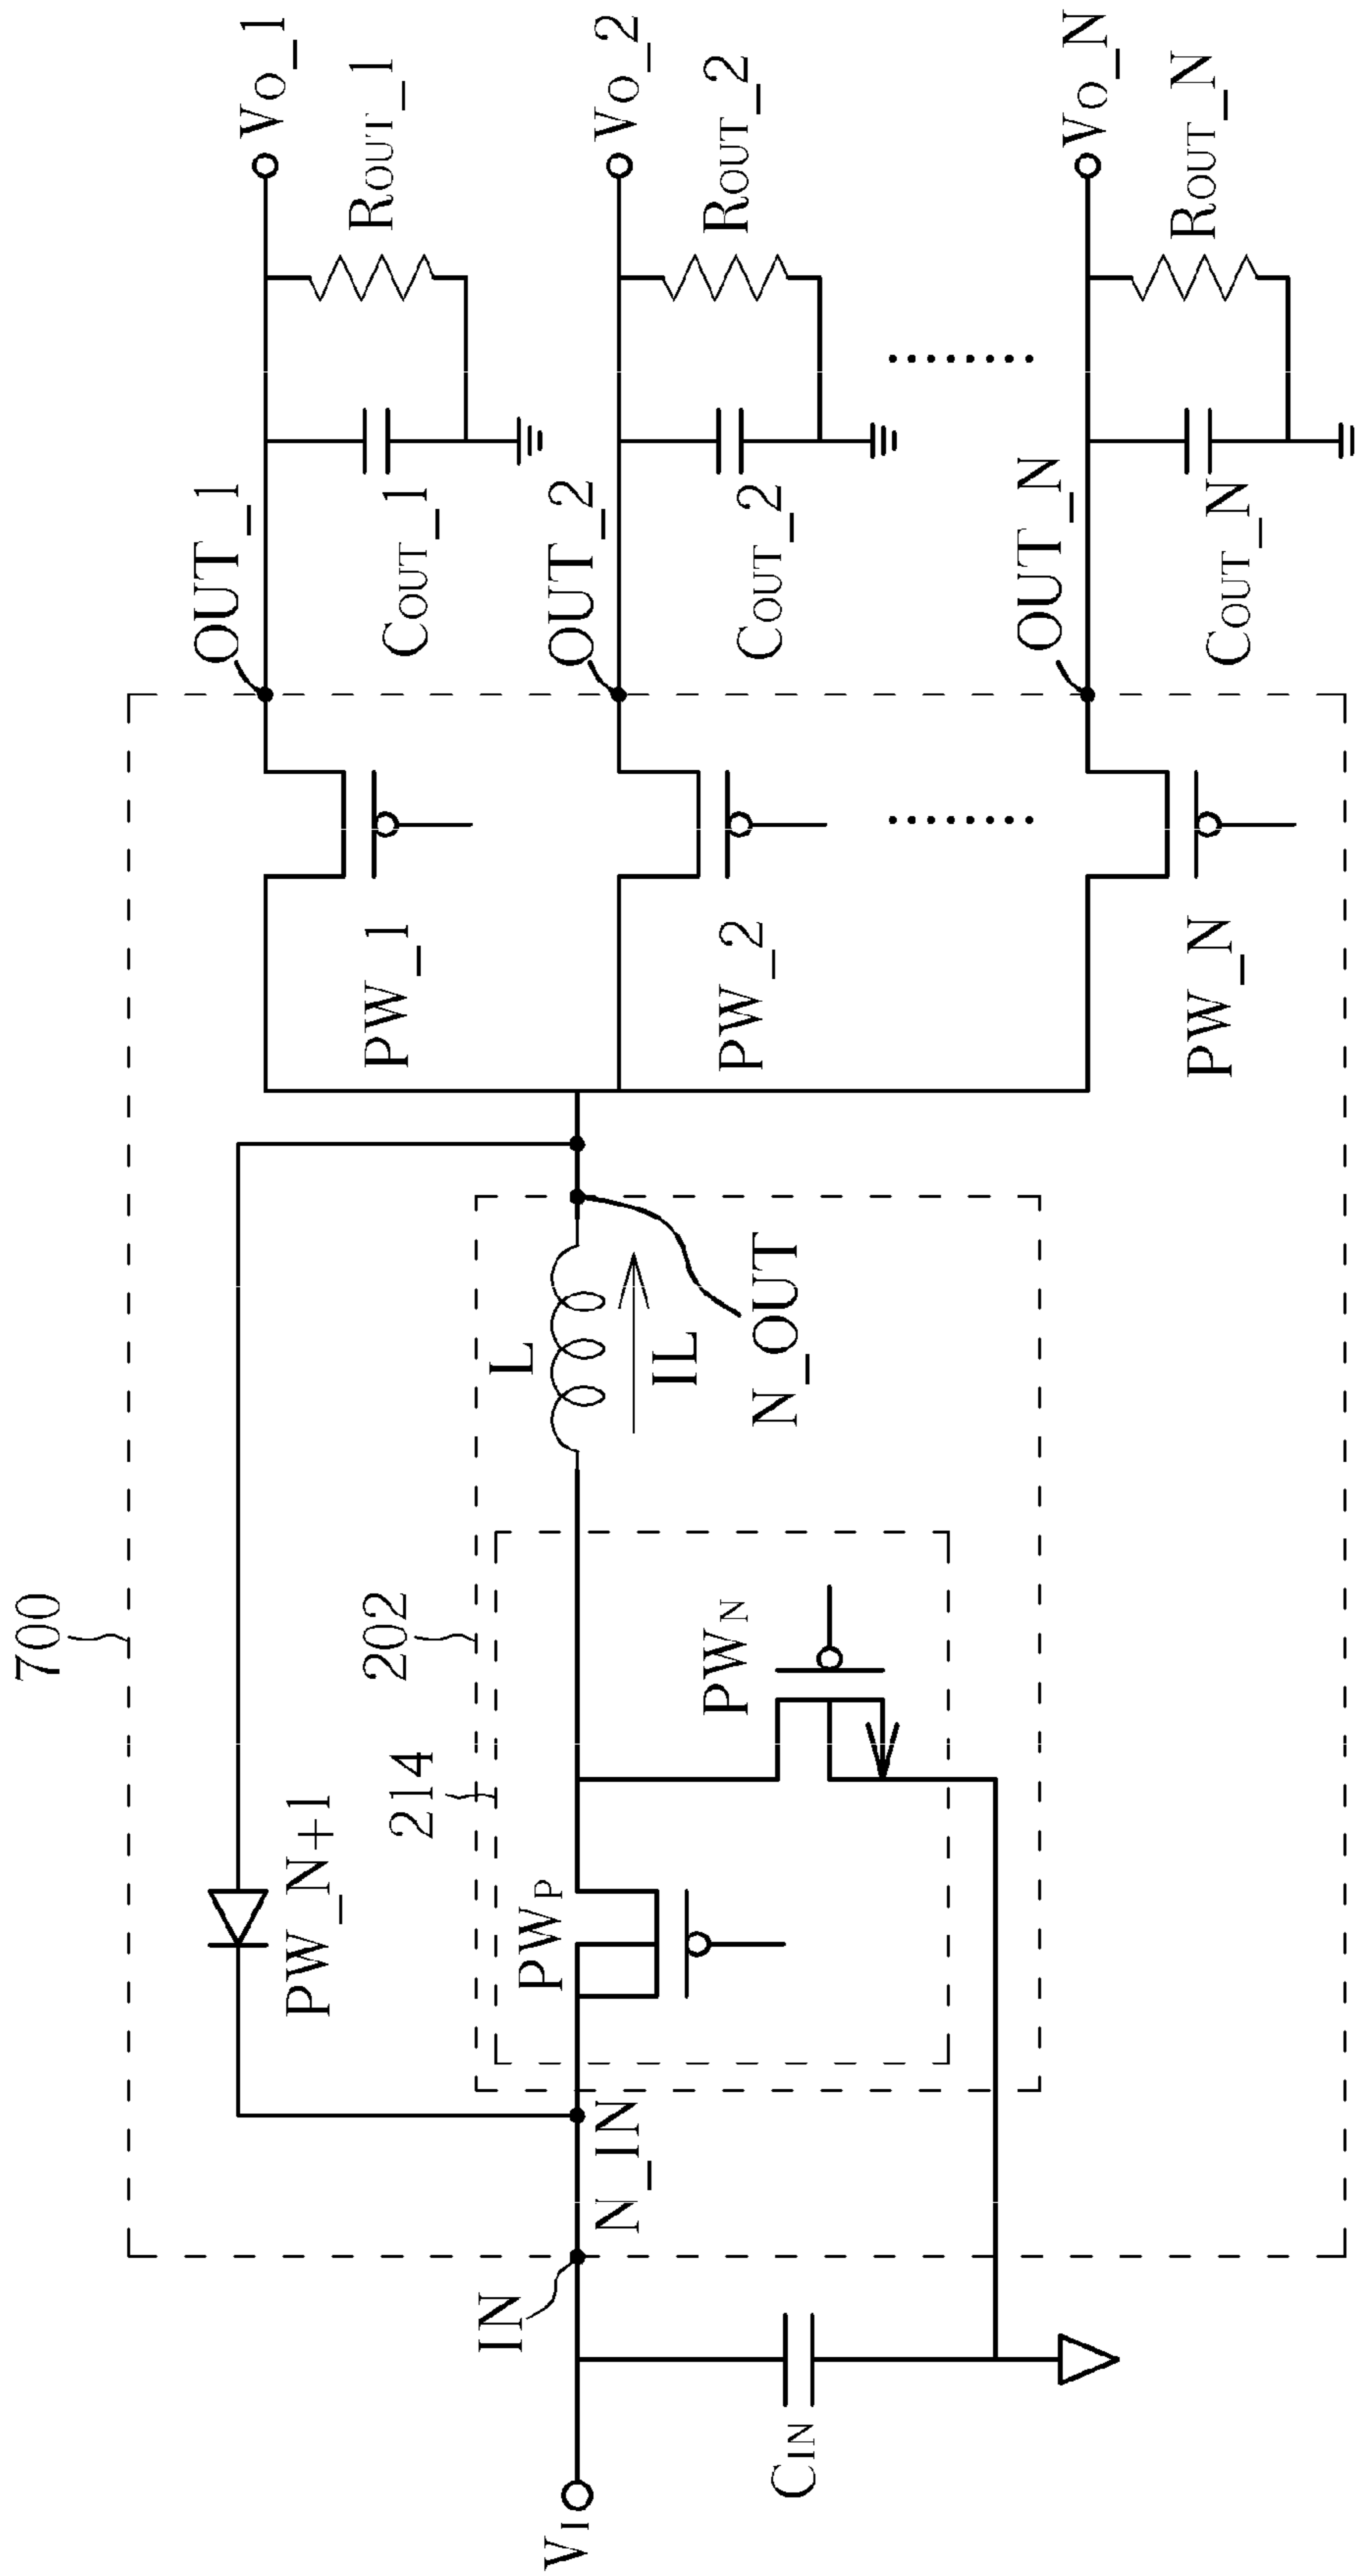 700
202
214
PW_N+1
VI
IN
N_IN
CIN
PWP
PWN
L
IL
N_OUT
PW_1
PW_2
PW_N
OUT_1
OUT_2
OUT_N
COUT_1
COUT_2
COUT_N
ROUT_1
ROUT_2
ROUT_N
VO_1
VO_2
VO_N